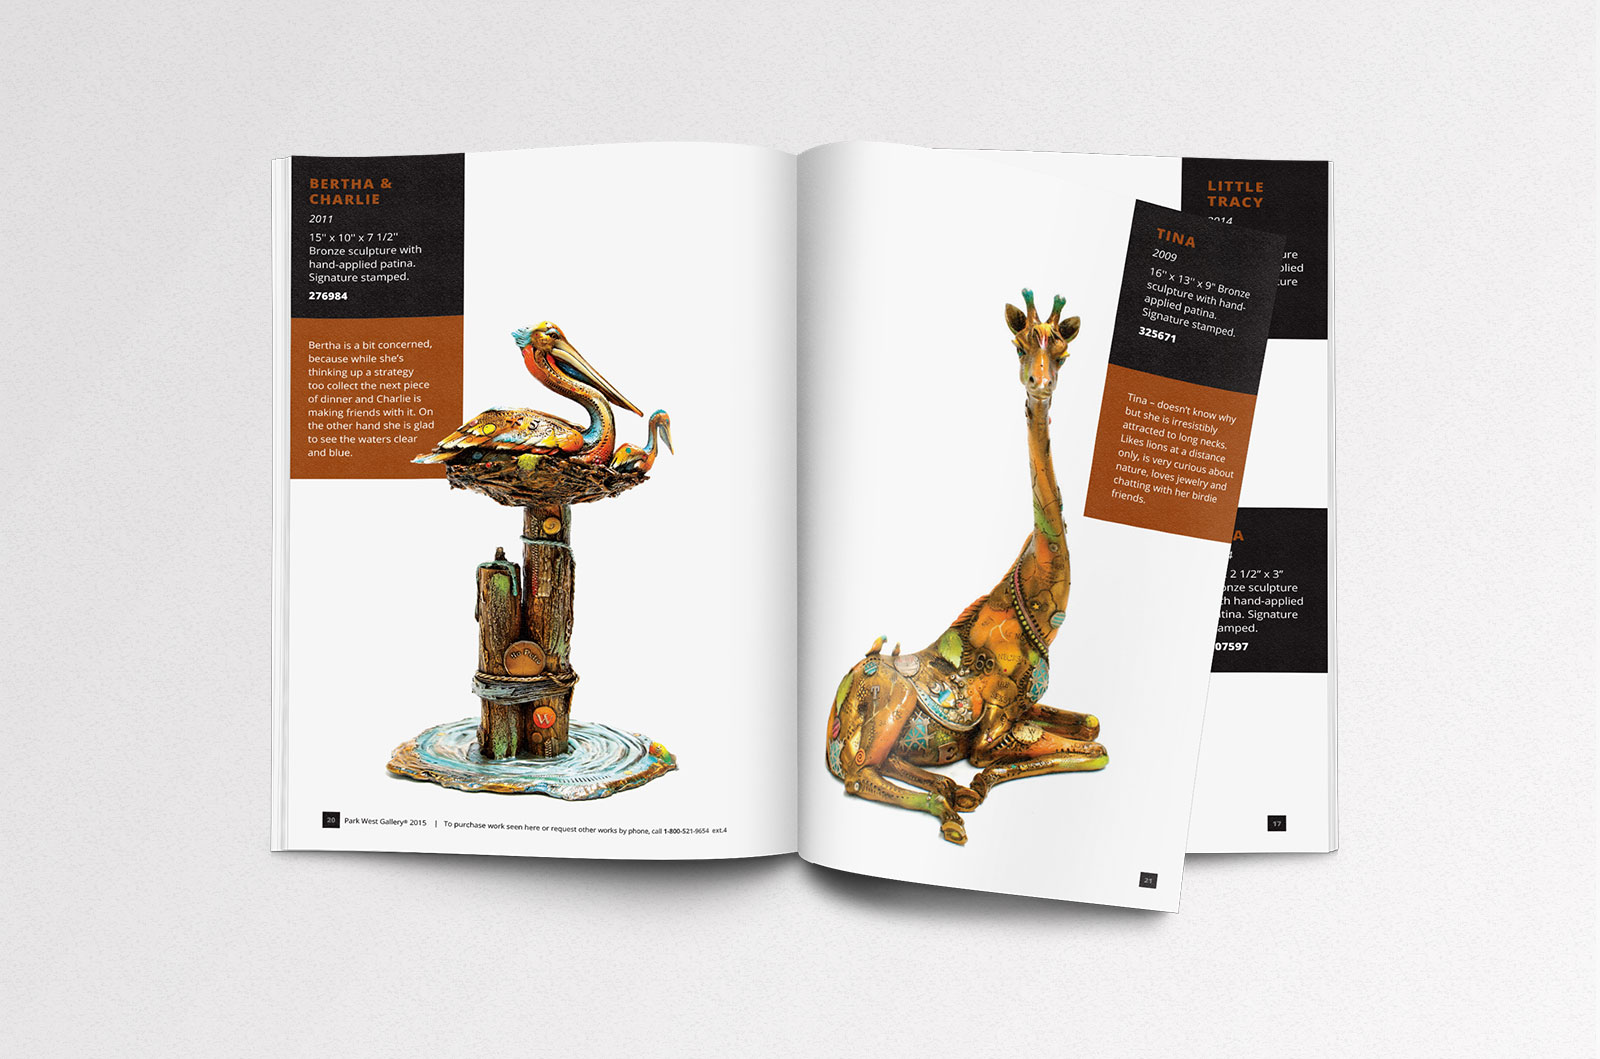 BERTHA &
CHARLIE
2011
15" x 10" x 7 1/2"
Bronze sculpture with
hand-applied patina.
Signature stamped.
276984
Bertha is a bit concerned,
because while she's
thinking up a strategy
too collect the next piece
of dinner and Charlie is
making friends with it. On
the other hand she is glad
to see the waters clear
and blue.
W
20 Park West Gallery® 2015 | To purchase work seen here or request other works by phone, call 1-800-521-9654 ext.4
TINA
2009
16" x 13" x 9" Bronze
sculpture with hand-
applied patina.
Signature stamped.
325671
Tina – doesn't know why
but she is irresistibly
attracted to long necks.
Likes lions at a distance
only, is very curious about
nature, loves jewelry and
chatting with her birdie
friends.
T
69
21
LITTLE
TRACY
2014
ure
plied
ture
A
2 1/2" x 3"
onze sculpture
th hand-applied
atina. Signature
amped.
07597
17